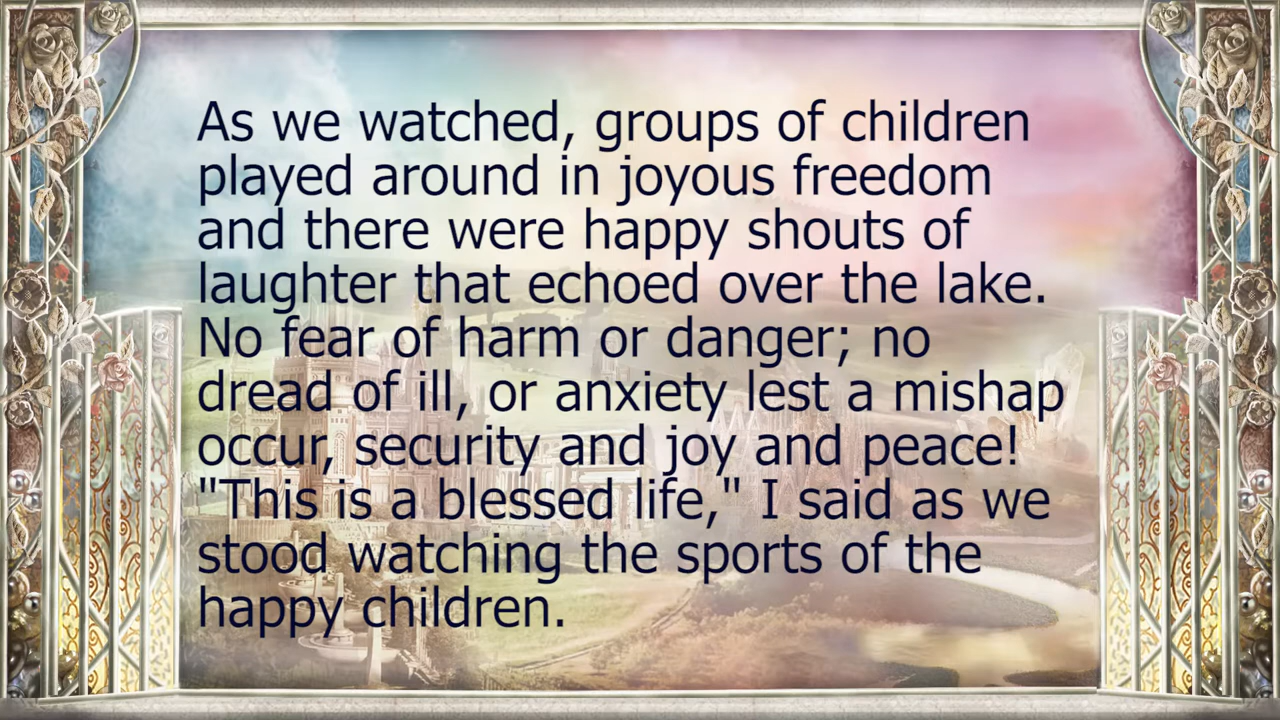 As we watched, groups of children
played around in joyous freedom
and there were happy shouts of
laughter that echoed over the lake.
No fear of harm or danger; no
dread of ill, or anxiety lest a mishap
occur, security and joy and peace!
"This is a blessed life," I said as we
stood watching the sports of the
happy children.